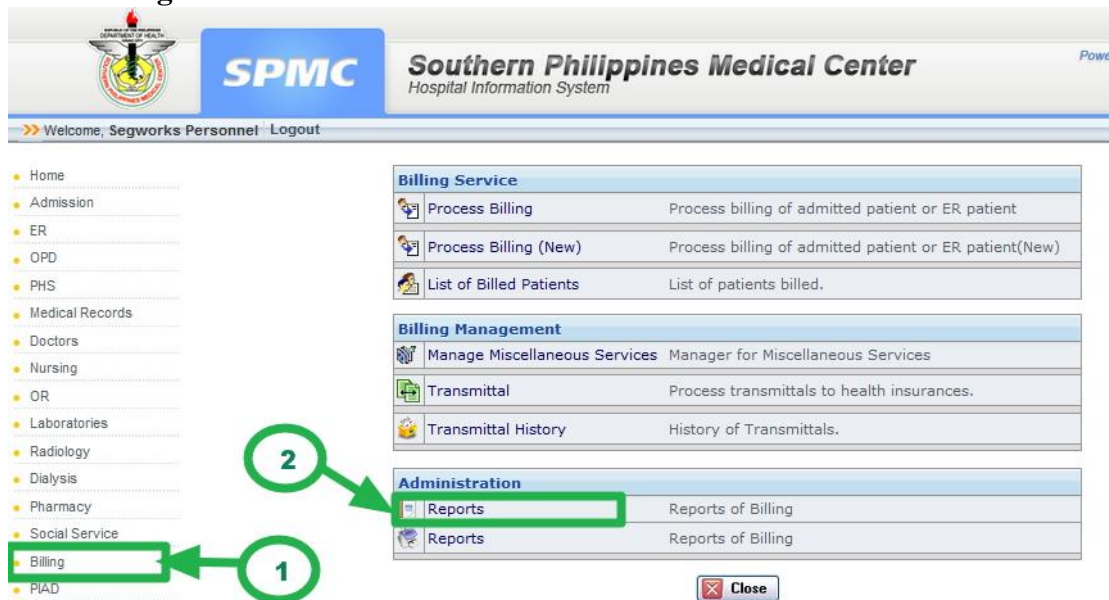 SPMC
Southern Philippines Medical Center
Hospital Information System
Welcome, Segworks Personnel Logout
Home
Admission
ER
OPD
PHS
Medical Records
Doctors
Nursing
OR
Laboratories
Radiology
Dialysis
Pharmacy
Social Service
Billing
PIAD
Billing Service
Process Billing Process billing of admitted patient or ER patient
Process Billing (New) Process billing of admitted patient or ER patient(New)
List of Billed Patients List of patients billed.
Billing Management
Manage Miscellaneous Services Manager for Miscellaneous Services
Transmittal Process transmittals to health insurances.
Transmittal History History of Transmittals.
2
Administration
Reports Reports of Billing
Reports Reports of Billing
1
Close